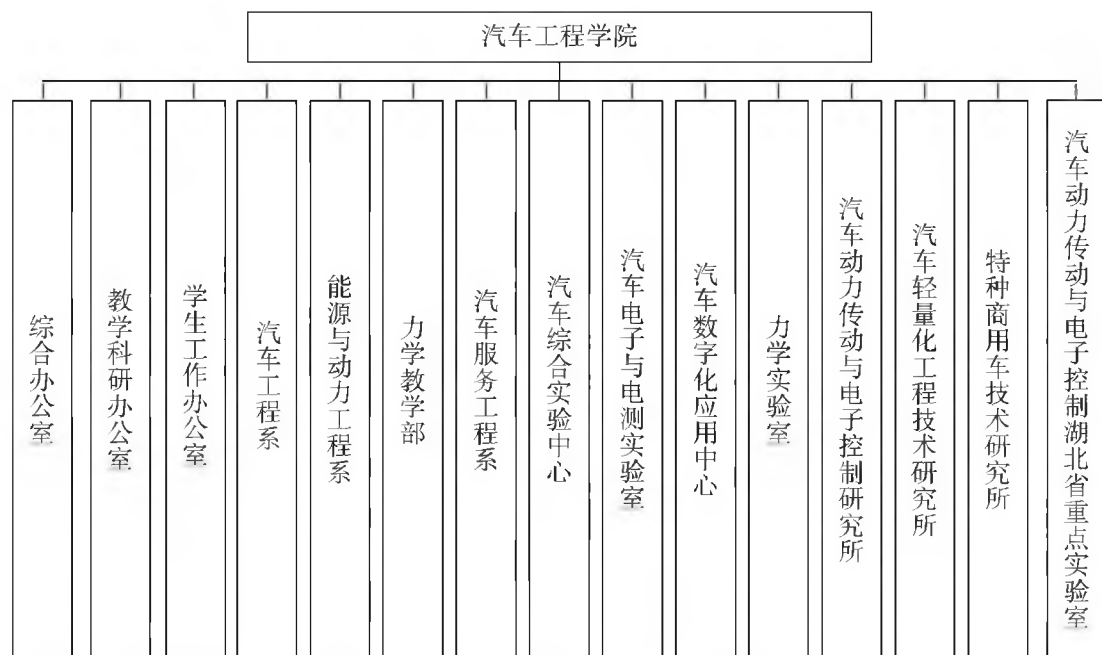 汽车工程学院
综合办公室
教学科研办公室
学生工作办公室
汽车工程系
能源与动力工程系
力学教学部
汽车服务工程系
汽车综合实验中心
汽车电子与电测实验室
汽车数字化应用中心
力学实验室
汽车动力传动与电子控制研究所
汽车轻量化工程技术研究所
特种商用车技术研究所
汽车动力传动与电子控制湖北省重点实验室